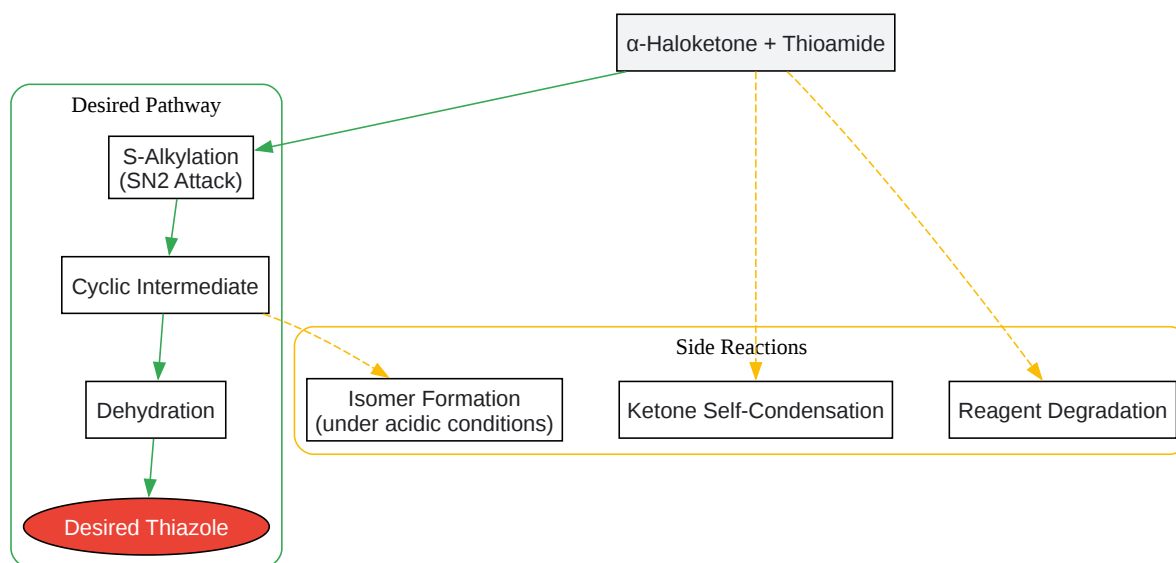 α-Haloketone + Thioamide
Desired Pathway
S-Alkylation
(SN2 Attack)
Cyclic Intermediate
Side Reactions
Dehydration
Isomer Formation
(under acidic conditions)
Ketone Self-Condensation
Reagent Degradation
Desired Thiazole